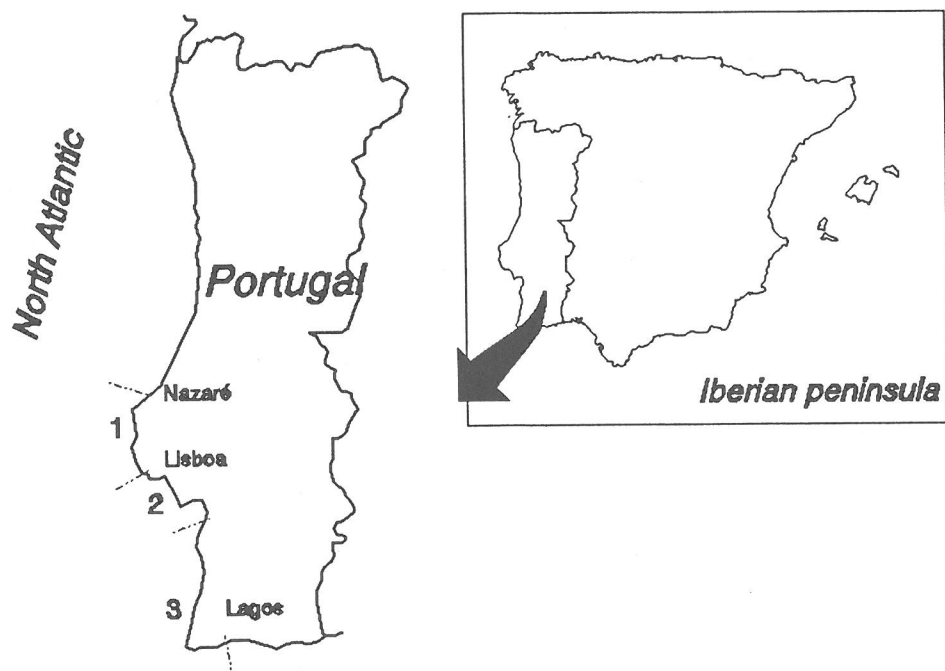 North Atlantic
Portugal
Nazaré
1
Lisboa
2
3
Lagos
Iberian peninsula